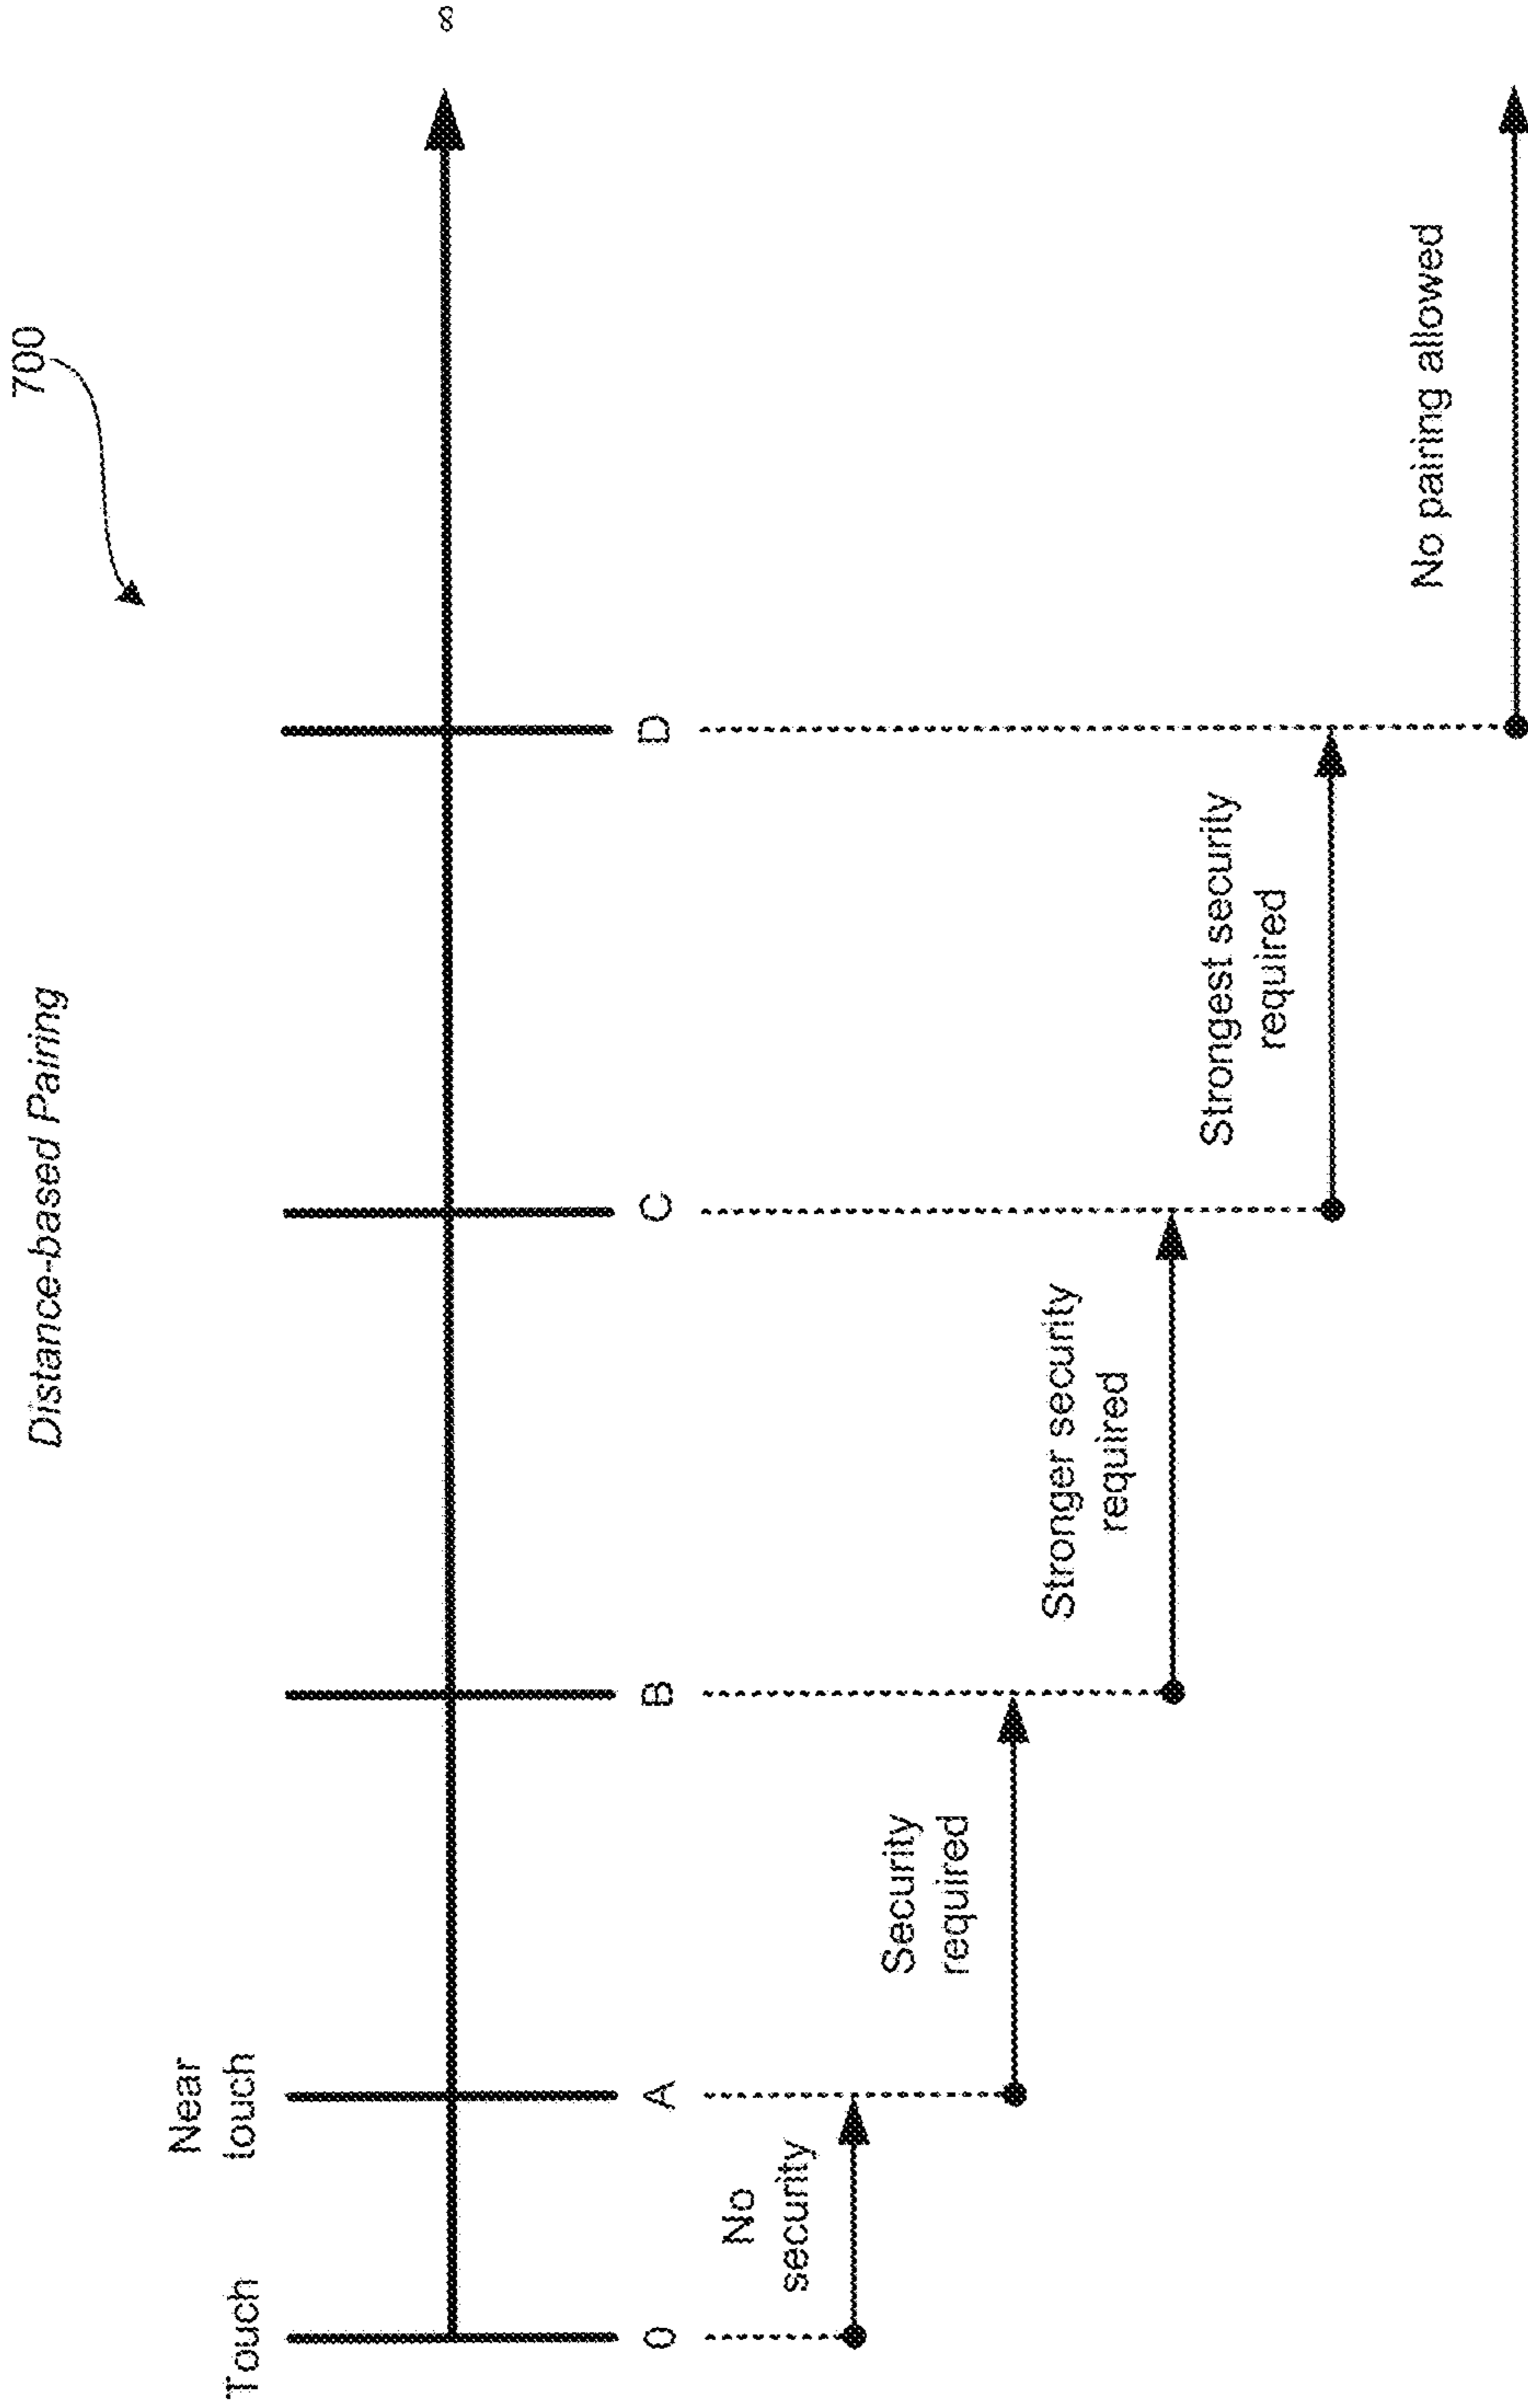 Distance-based Pairing
700
Touch
Near
touch
∞
0
A
B
C
D
No
security
Security
required
Stronger security
required
Strongest security
required
No pairing allowed